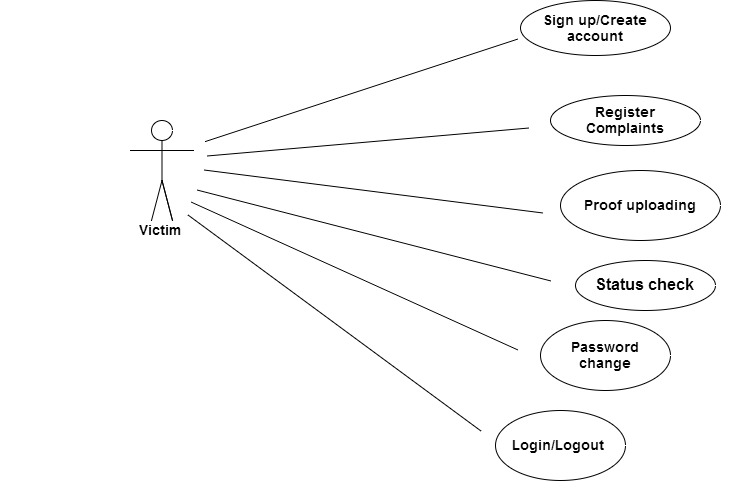 Sign up/Create
account
Register
Complaints
Proof uploading
Victim
Status check
Password
change
Login/Logout